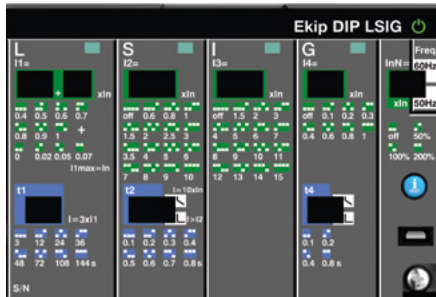 Ekip DIP LSIG
L
I1=
+
xIn
0.4 0.5 0.6 0.7
+
0.8 0.9 1
0 0.02 0.05 0.07
I1max=In
t1
I=3xI1
3 12 24 36
48 72 108 144s
S/N
S
I2=
xIn
off 0.6 0.8 1
1.5 2 2.5 3
3.5 4 5 6
7 8 9 10
t2
I=10xIn
I>I2
0.1 0.2 0.3 0.4
0.5 0.6 0.7 0.8s
I
I3=
xIn
off 1.5 2 3
4 5 6 7
8 9 10 11
12 13 14 15
G
I4=
xIn
off 0.1 0.2 0.3
0.4 0.6 0.8 1
t4
0.1 0.2
0.4 0.8s
InN=
Freq
60Hz
50Hz
xIn
off 50%
100% 200%
i